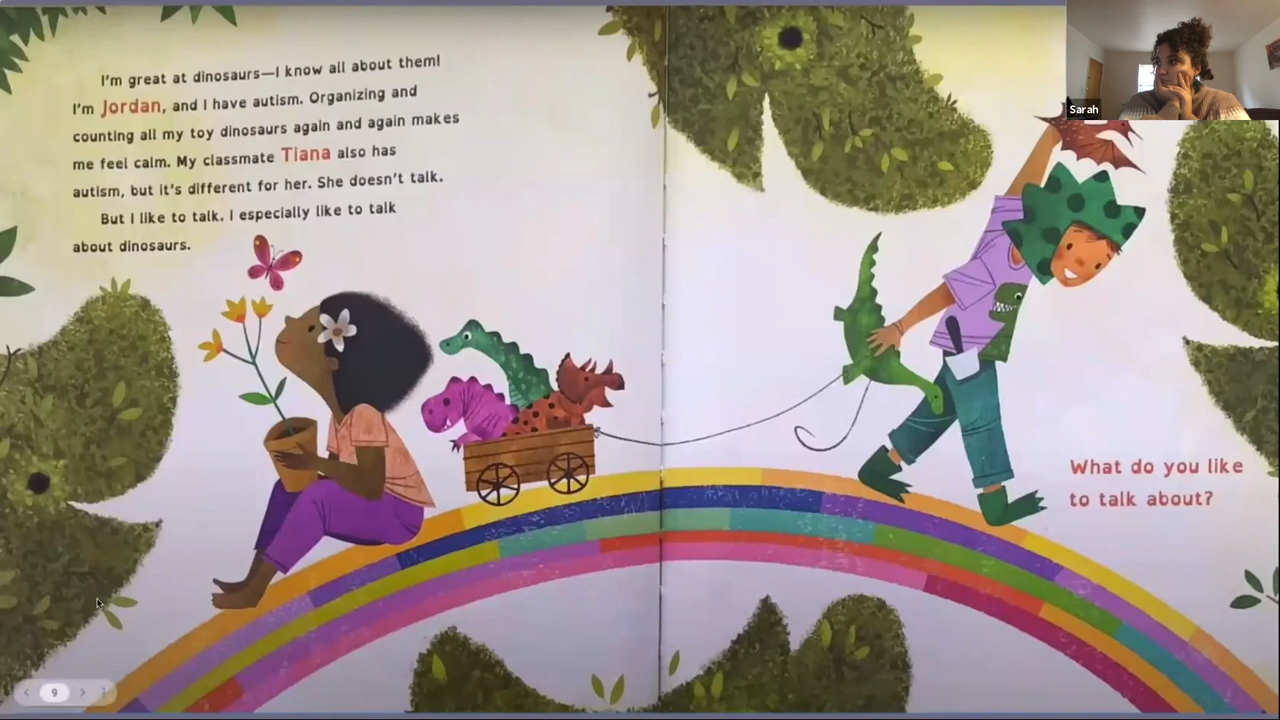 I'm great at dinosaurs—I know all about them!
I'm Jordan, and I have autism. Organizing and
counting all my toy dinosaurs again and again makes
me feel calm. My classmate Tiana also has
autism, but it's different for her. She doesn't talk.
But I like to talk. I especially like to talk
about dinosaurs.
What do you like
to talk about?
Sarah
9